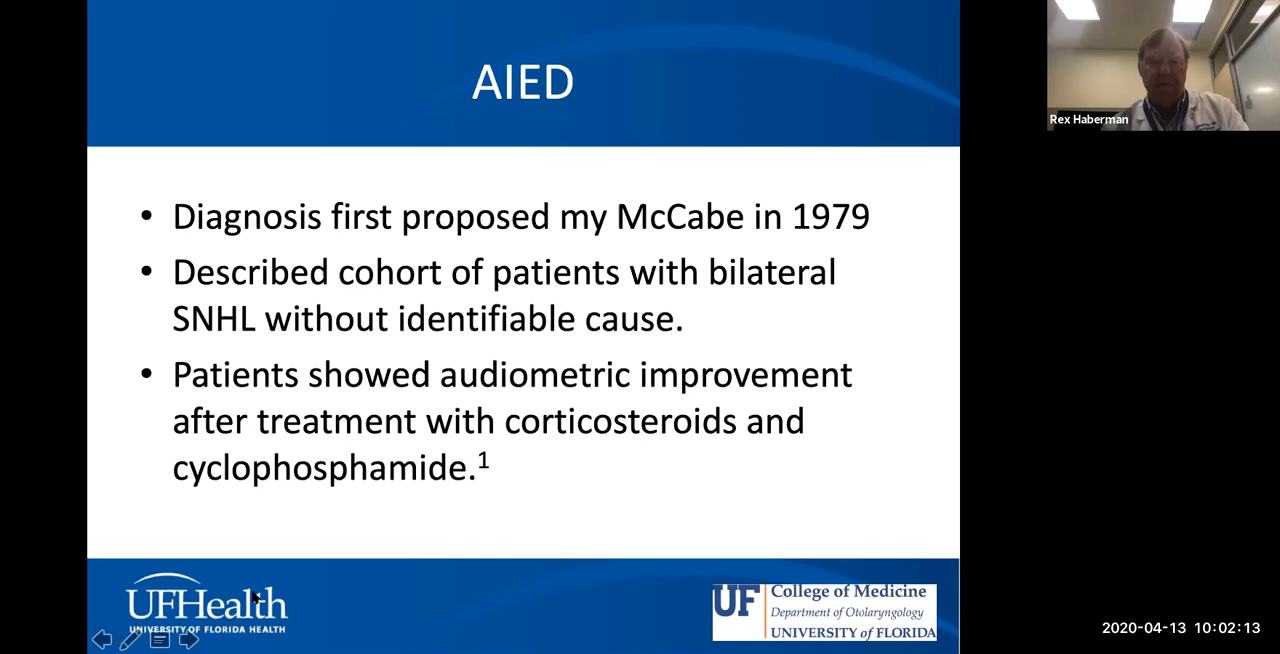 AIED
• Diagnosis first proposed my McCabe in 1979
• Described cohort of patients with bilateral
SNHL without identifiable cause.
• Patients showed audiometric improvement
after treatment with corticosteroids and
cyclophosphamide.¹
UFHealth
UNIVERSITY OF FLORIDA HEALTH
UF
College of Medicine
Department of Otolaryngology
UNIVERSITY of FLORIDA
Rex Haberman
2020-04-13 10:02:13